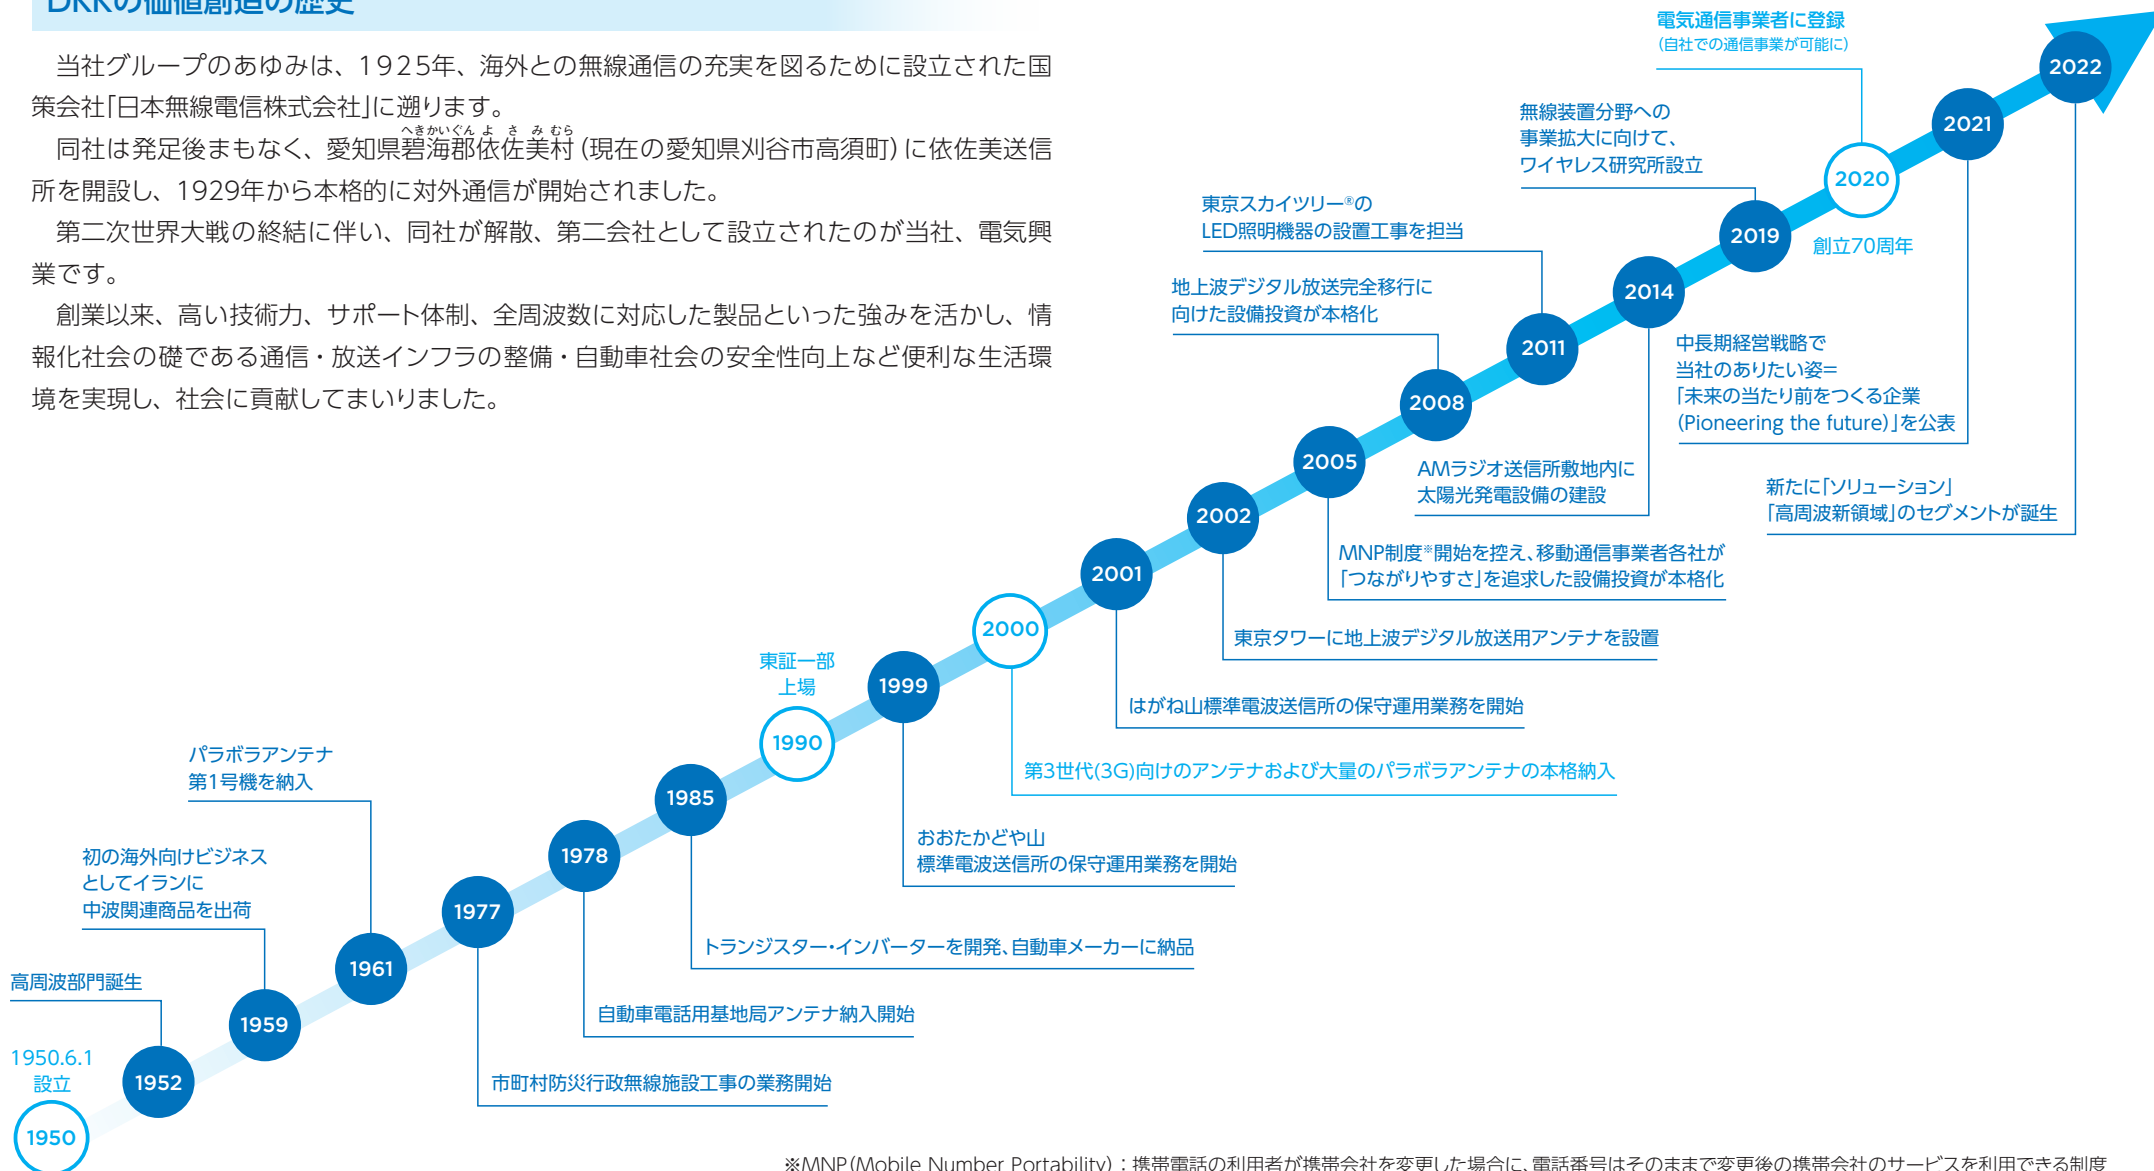 DKKの価値創造の歴史
当社グループのあゆみは、1925年、海外との無線通信の充実を図るために設立された国
策会社「日本無線電信株式会社」に遡ります。
へきかいぐん よ さ み むら
同社は発足後まもなく、愛知県碧海郡依佐美村(現在の愛知県刈谷市高須町)に依佐美送信
所を開設し、1929年から本格的に対外通信が開始されました。
第二次世界大戦の終結に伴い、同社が解散、第二会社として設立されたのが当社、電気興
業です。
創業以来、高い技術力、サポート体制、全周波数に対応した製品といった強みを活かし、情
報化社会の礎である通信・放送インフラの整備・自動車社会の安全性向上など便利な生活環
境を実現し、社会に貢献してまいりました。
1950.6.1
設立
1950
高周波部門誕生
1952
初の海外向けビジネス
としてイランに
中波関連商品を出荷
1959
パラボラアンテナ
第1号機を納入
1961
1977
市町村防災行政無線施設工事の業務開始
1978
自動車電話用基地局アンテナ納入開始
1985
トランジスター・インバーターを開発、自動車メーカーに納品
東証一部
上場
1990
1999
おおたかどや山
標準電波送信所の保守運用業務を開始
2000
第3世代(3G)向けのアンテナおよび大量のパラボラアンテナの本格納入
2001
はがね山標準電波送信所の保守運用業務を開始
2002
東京タワーに地上波デジタル放送用アンテナを設置
2005
MNP制度※開始を控え、移動通信事業者各社が
「つながりやすさ」を追求した設備投資が本格化
地上波デジタル放送完全移行に
向けた設備投資が本格化
2008
東京スカイツリー®の
LED照明機器の設置工事を担当
2011
2014
AMラジオ送信所敷地内に
太陽光発電設備の建設
無線装置分野への
事業拡大に向けて、
ワイヤレス研究所設立
2019
電気通信事業者に登録
(自社での通信事業が可能に)
2020
創立70周年
2021
中長期経営戦略で
当社のありたい姿=
「未来の当たり前をつくる企業
(Pioneering the future)」を公表
2022
新たに「ソリューション」
「高周波新領域」のセグメントが誕生
※MNP(Mobile Number Portability):携帯電話の利用者が携帯会社を変更した場合に、電話番号はそのままで変更後の携帯会社のサービスを利用できる制度